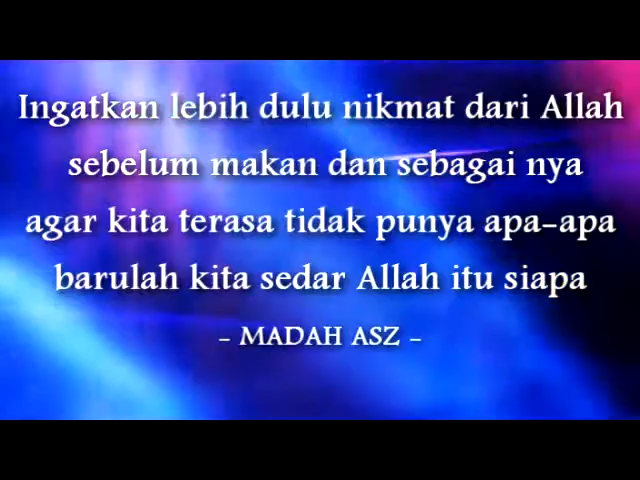 Ingatkan lebih dulu nikmat dari Allah
sebelum makan dan sebagai nya
agar kita terasa tidak punya apa-apa
barulah kita sedar Allah itu siapa
- MADAH ASZ -